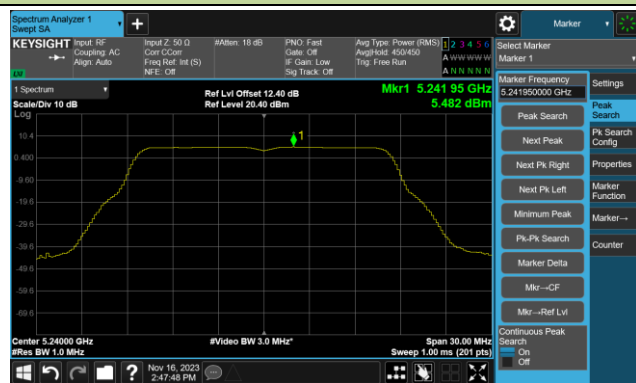 Spectrum Analyzer 1
Swept SA
+
Marker
KEYSIGHT Input: RF Input Z: 50 Ω #Atten: 18 dB PNO: Fast Avg Type: Power (RMS) 1 2 3 4 5 6
Coupling: AC Corr CCorr Gate: Off Avg|Hold: 450/450 A W W W W W
Align: Auto Freq Ref: Int (S) IF Gain: Low Trig: Free Run
NFE: Off Sig Track: Off A N N N N N
Select Marker
Marker 1
1 Spectrum
Scale/Div 10 dB
Ref Lvl Offset 12.40 dB
Ref Level 20.40 dBm
Mkr1 5.241 95 GHz
5.482 dBm
Log
10.4
0.400
-9.60
-19.6
-29.6
-39.6
-49.6
-59.6
-69.6
1
Center 5.24000 GHz #Video BW 3.0 MHz* Span 30.00 MHz
#Res BW 1.0 MHz Sweep 1.00 ms (201 pts)
Marker Frequency
5.241950000 GHz
Peak Search
Next Peak
Next Pk Right
Next Pk Left
Minimum Peak
Pk-Pk Search
Marker Delta
Mkr→CF
Mkr→Ref Lvl
Continuous Peak
Search
On
Off
Settings
Peak
Search
Pk Search
Config
Properties
Marker
Function
Marker→
Counter
? Nov 16, 2023
2:47:48 PM